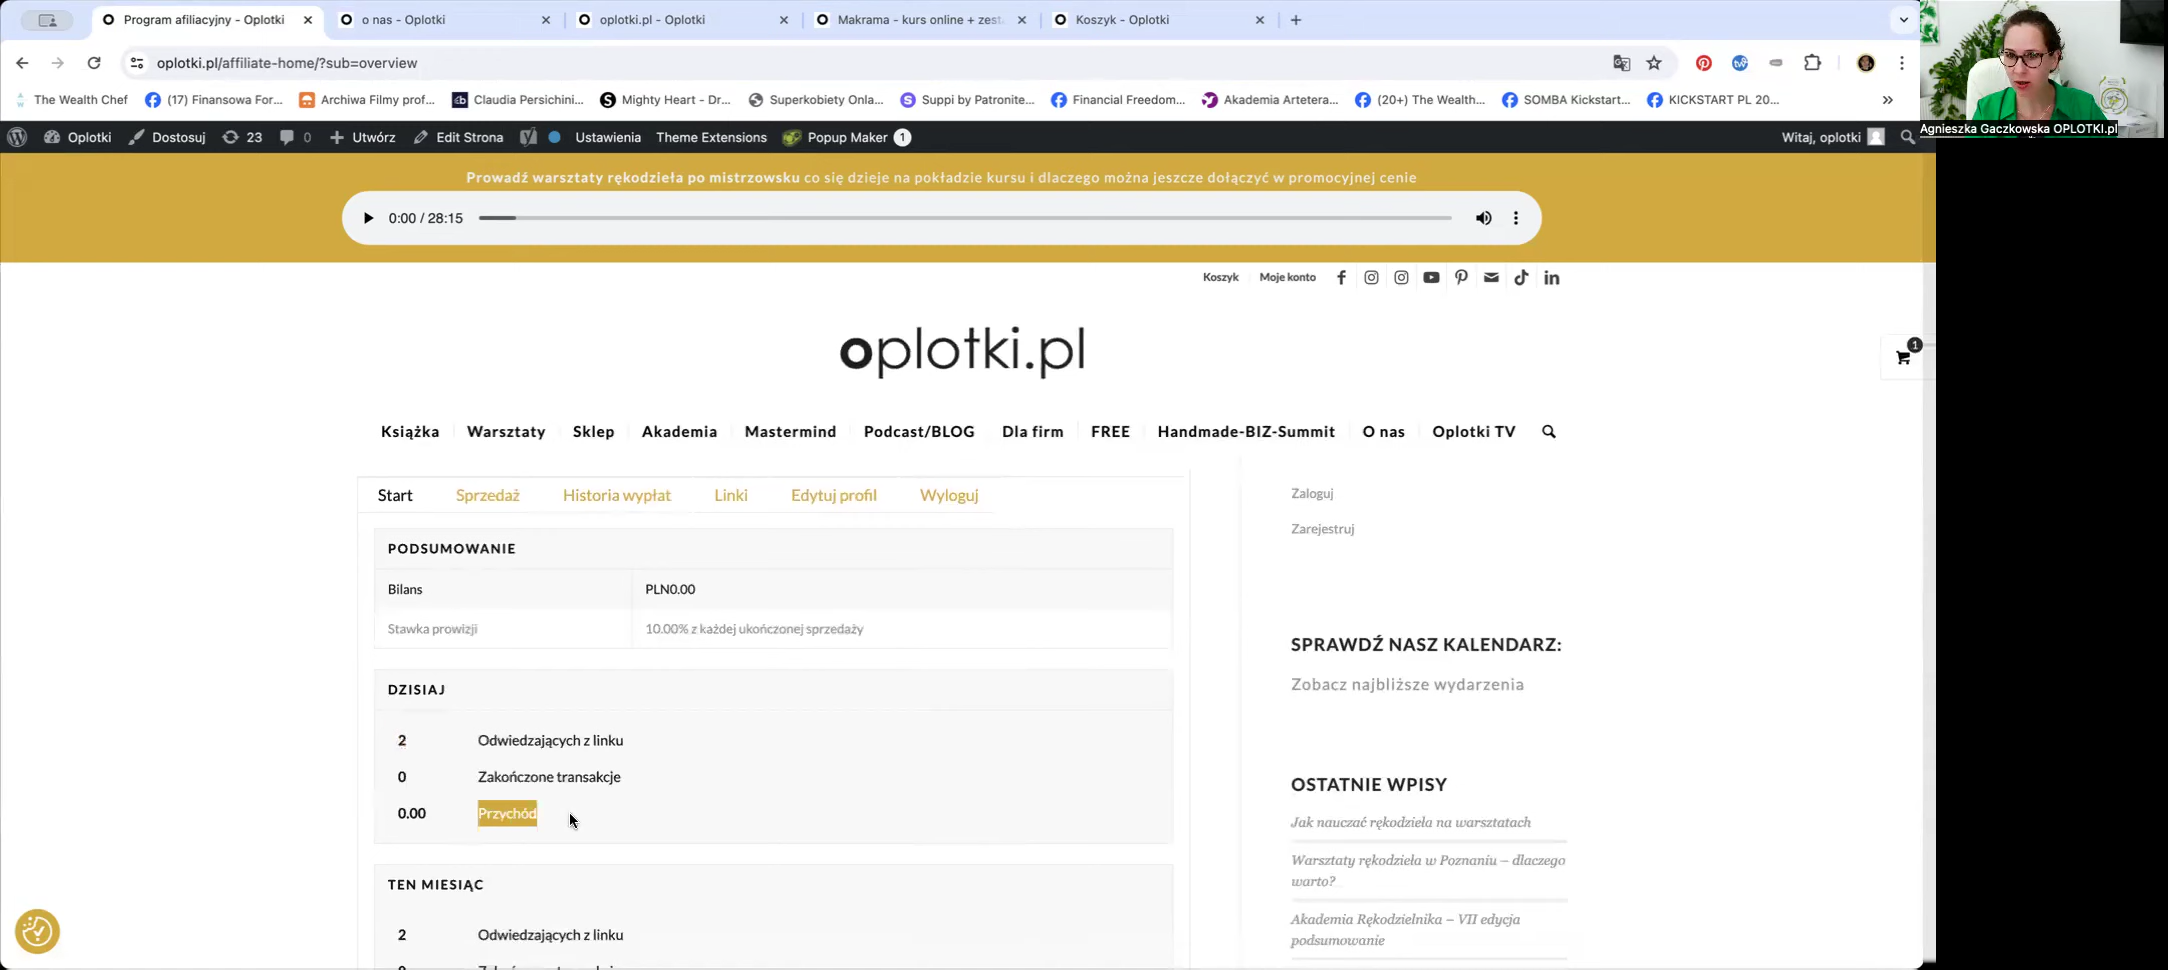 Program afiliacyjny - Oplotki
o nas - Oplotki
oplotki.pl - Oplotki
Makrama - kurs online + zest
Koszyk - Oplotki
oplotki.pl/affiliate-home/?sub=overview
The Wealth Chef
(17) Finansowa For...
Archiwa Filmy prof...
Claudia Persichini...
Mighty Heart - Dr...
Superkobiety Onla...
Suppi by Patronite...
Financial Freedom...
Akademia Artetera...
(20+) The Wealth...
SOMBA Kickstart...
KICKSTART PL 20...
Agnieszka Gaczkowska OPLOTKI.pl
Oplotki
Dostosuj
23
0
Utwórz
Edit Strona
Ustawienia
Theme Extensions
Popup Maker 1
Witaj, oplotki
Prowadź warsztaty rękodzieła po mistrzowsku co się dzieje na pokładzie kursu i dlaczego można jeszcze dołączyć w promocyjnej cenie
0:00 / 28:15
Koszyk
Moje konto
oplotki.pl
1
Książka
Warsztaty
Sklep
Akademia
Mastermind
Podcast/BLOG
Dla firm
FREE
Handmade-BIZ-Summit
O nas
Oplotki TV
Start
Sprzedaż
Historia wypłat
Linki
Edytuj profil
Wyloguj
PODSUMOWANIE
Bilans PLN0.00
Stawka prowizji 10.00% z każdej ukończonej sprzedaży
DZISIAJ
2 Odwiedzających z linku
0 Zakończone transakcje
0.00 Przychód
TEN MIESIĄC
2 Odwiedzających z linku
Zaloguj
Zarejestruj
SPRAWDŹ NASZ KALENDARZ:
Zobacz najbliższe wydarzenia
OSTATNIE WPISY
Jak nauczać rękodzieła na warsztatach
Warsztaty rękodzieła w Poznaniu – dlaczego
warto?
Akademia Rękodzielnika – VII edycja
podsumowanie